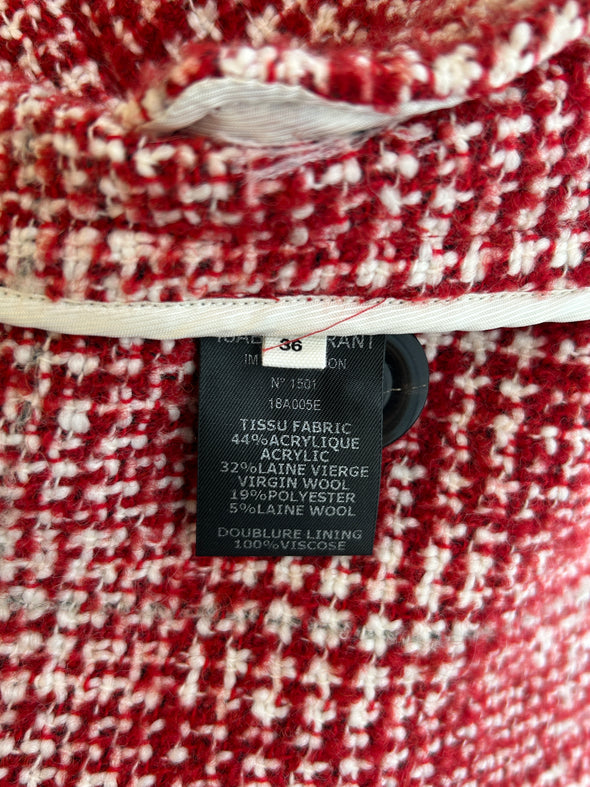 36
N° 1501
18A005E
TISSU FABRIC
44%ACRYLIQUE
ACRYLIC
32%LAINE VIERGE
VIRGIN WOOL
19%POLYESTER
5%LAINE WOOL
DOUBLURE LINING
100%VISCOSE